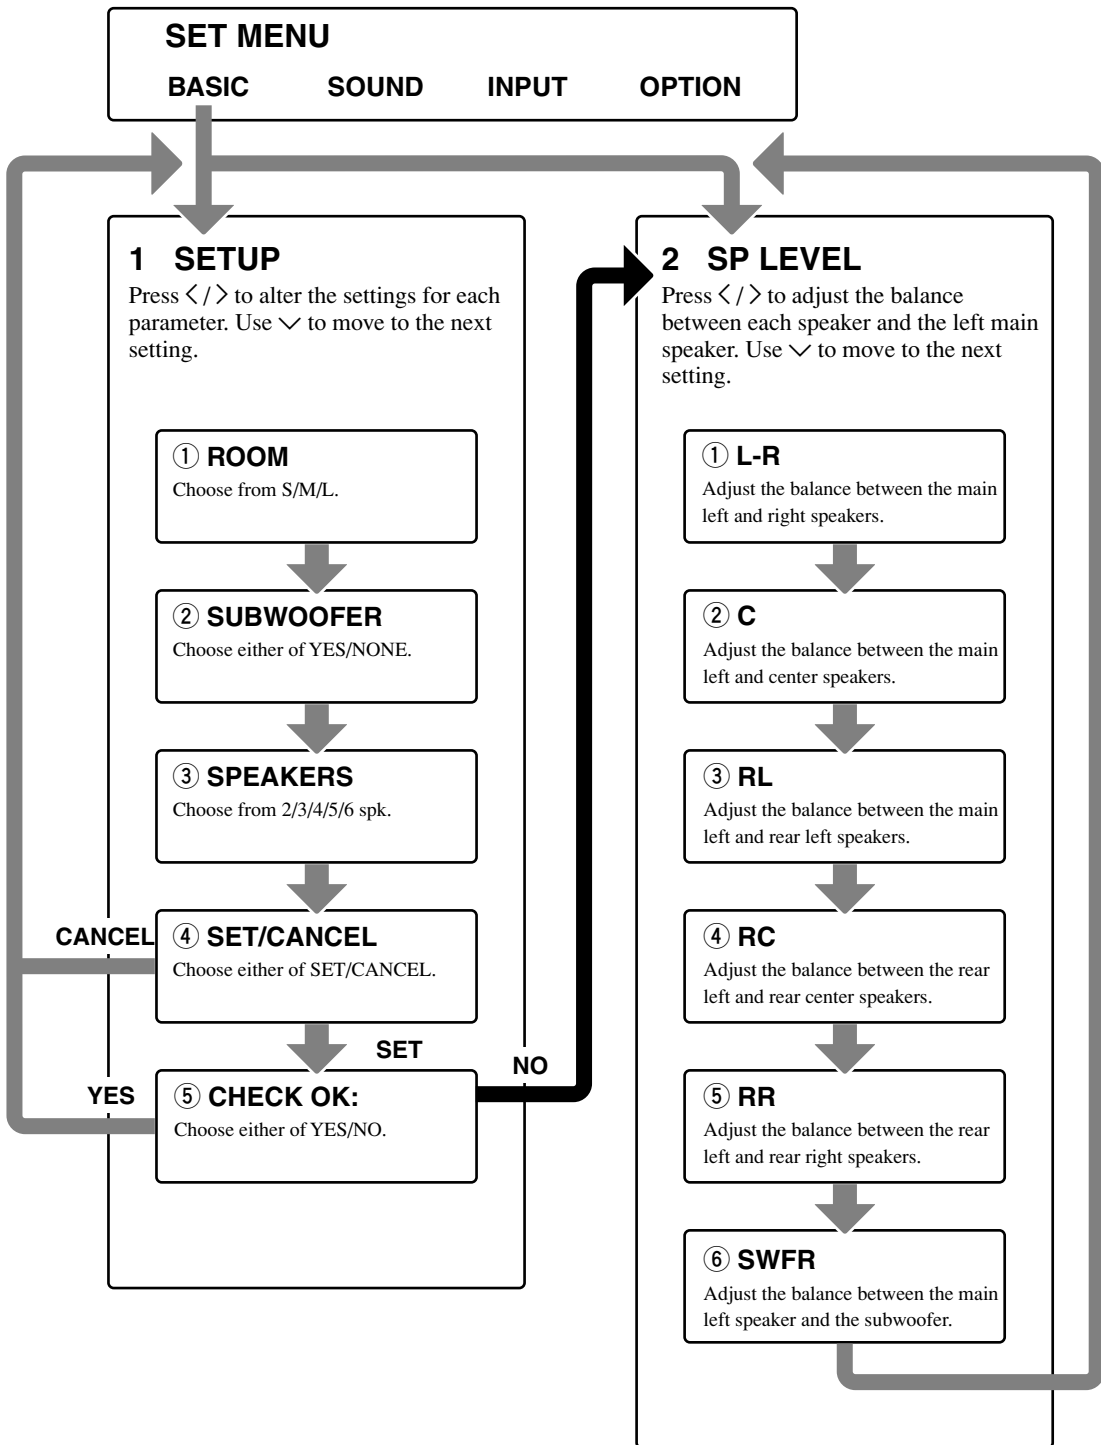 SET MENU
BASIC SOUND INPUT OPTION
1 SETUP
Press < / > to alter the settings for each
parameter. Use ∨ to move to the next
setting.
① ROOM
Choose from S/M/L.
② SUBWOOFER
Choose either of YES/NONE.
③ SPEAKERS
Choose from 2/3/4/5/6 spk.
CANCEL
④ SET/CANCEL
Choose either of SET/CANCEL.
SET
NO
YES
⑤ CHECK OK:
Choose either of YES/NO.
2 SP LEVEL
Press < / > to adjust the balance
between each speaker and the left main
speaker. Use ∨ to move to the next
setting.
① L-R
Adjust the balance between the main
left and right speakers.
② C
Adjust the balance between the main
left and center speakers.
③ RL
Adjust the balance between the main
left and rear left speakers.
④ RC
Adjust the balance between the rear
left and rear center speakers.
⑤ RR
Adjust the balance between the rear
left and rear right speakers.
⑥ SWFR
Adjust the balance between the main
left speaker and the subwoofer.